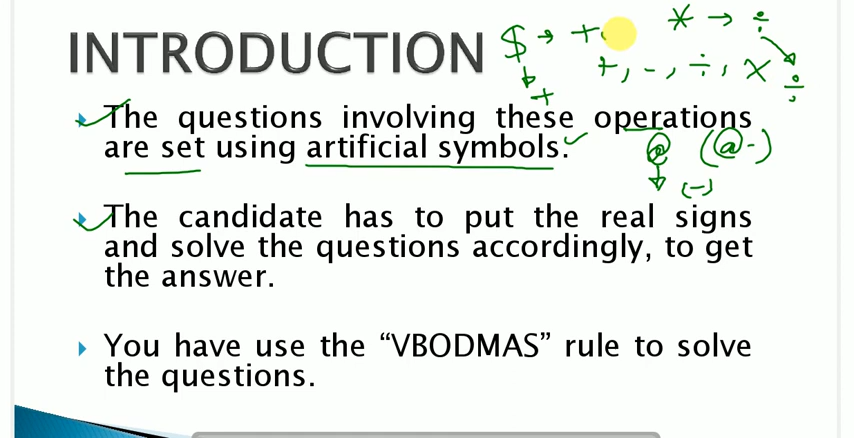 INTRODUCTION
$ → +
↓
+
* → ÷
+, -, ÷, ×
÷
The questions involving these operations
are set using artificial symbols.
@ (@ -)
↓ (-)
The candidate has to put the real signs
and solve the questions accordingly, to get
the answer.
You have use the “VBODMAS” rule to solve
the questions.